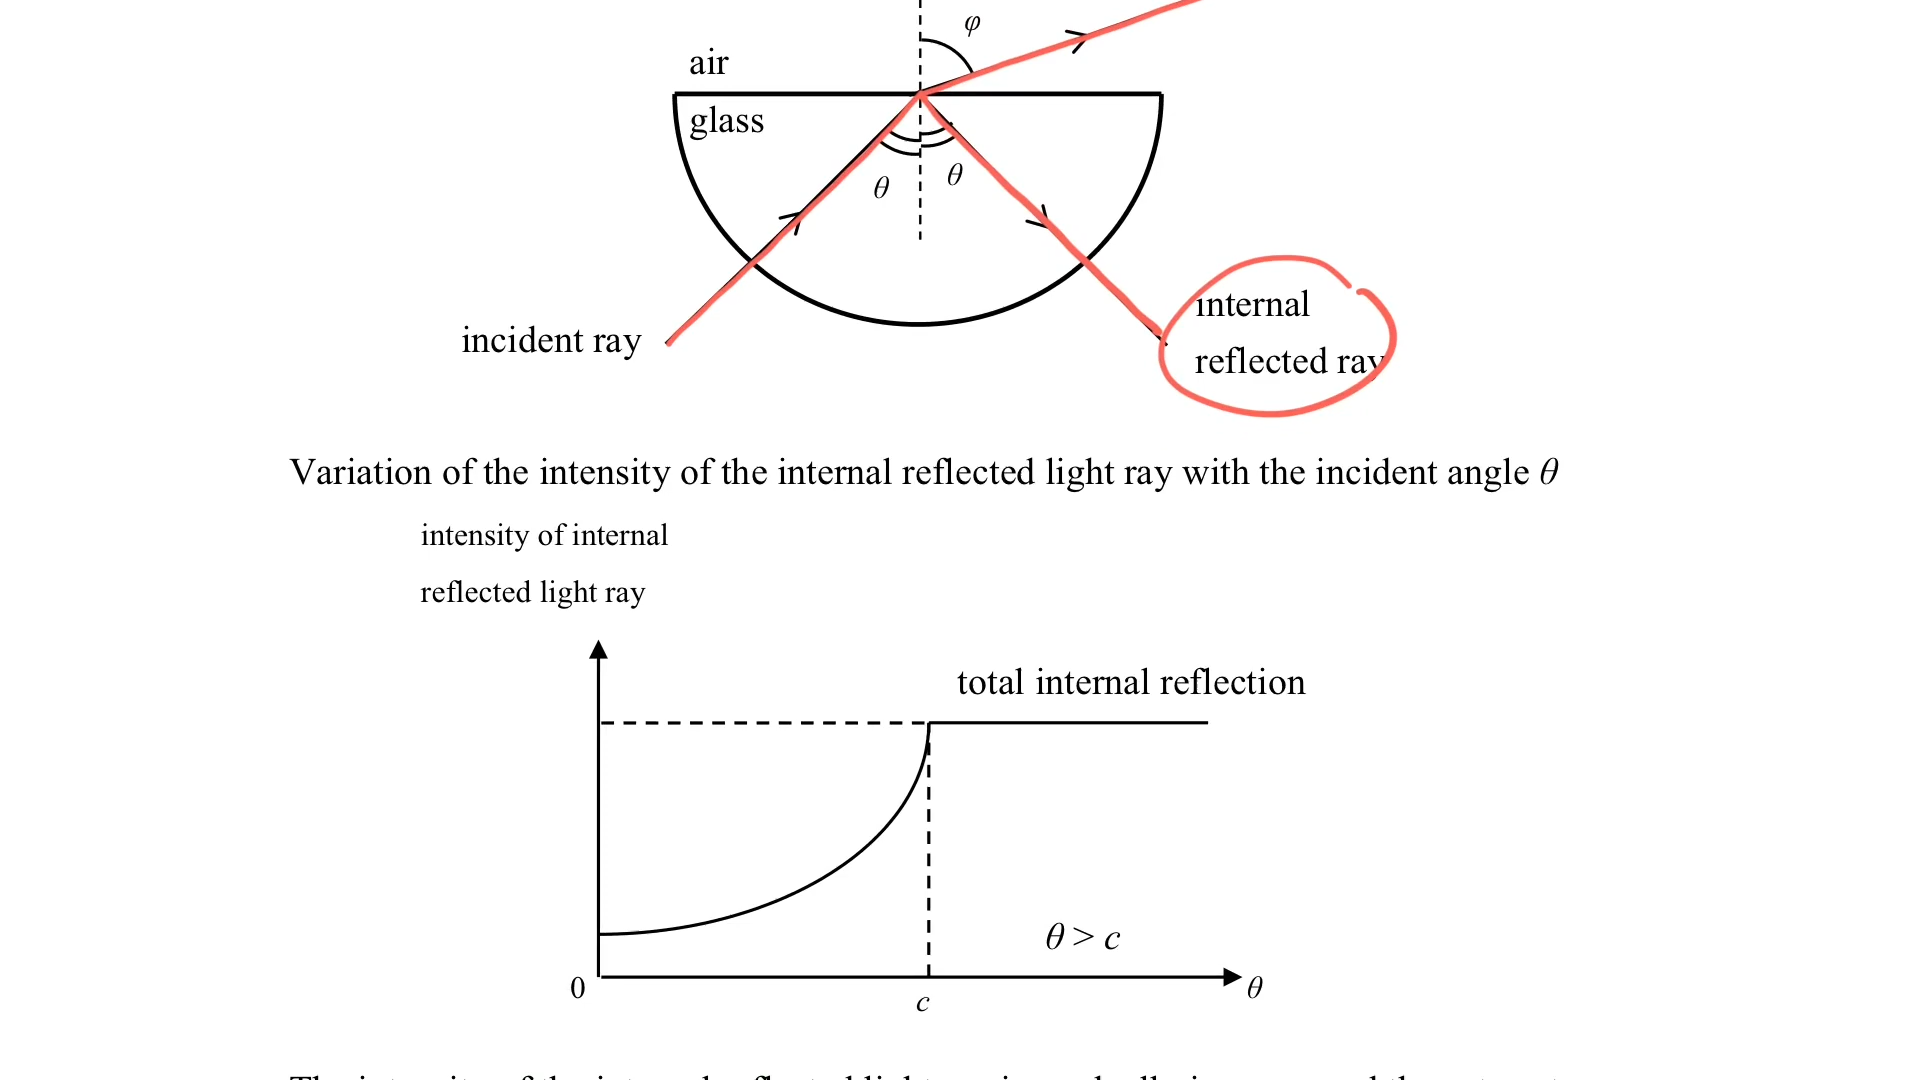 φ
air
glass
θ
θ
incident ray
internal
reflected ray
Variation of the intensity of the internal reflected light ray with the incident angle θ
intensity of internal
reflected light ray
total internal reflection
θ > c
0
c
θ